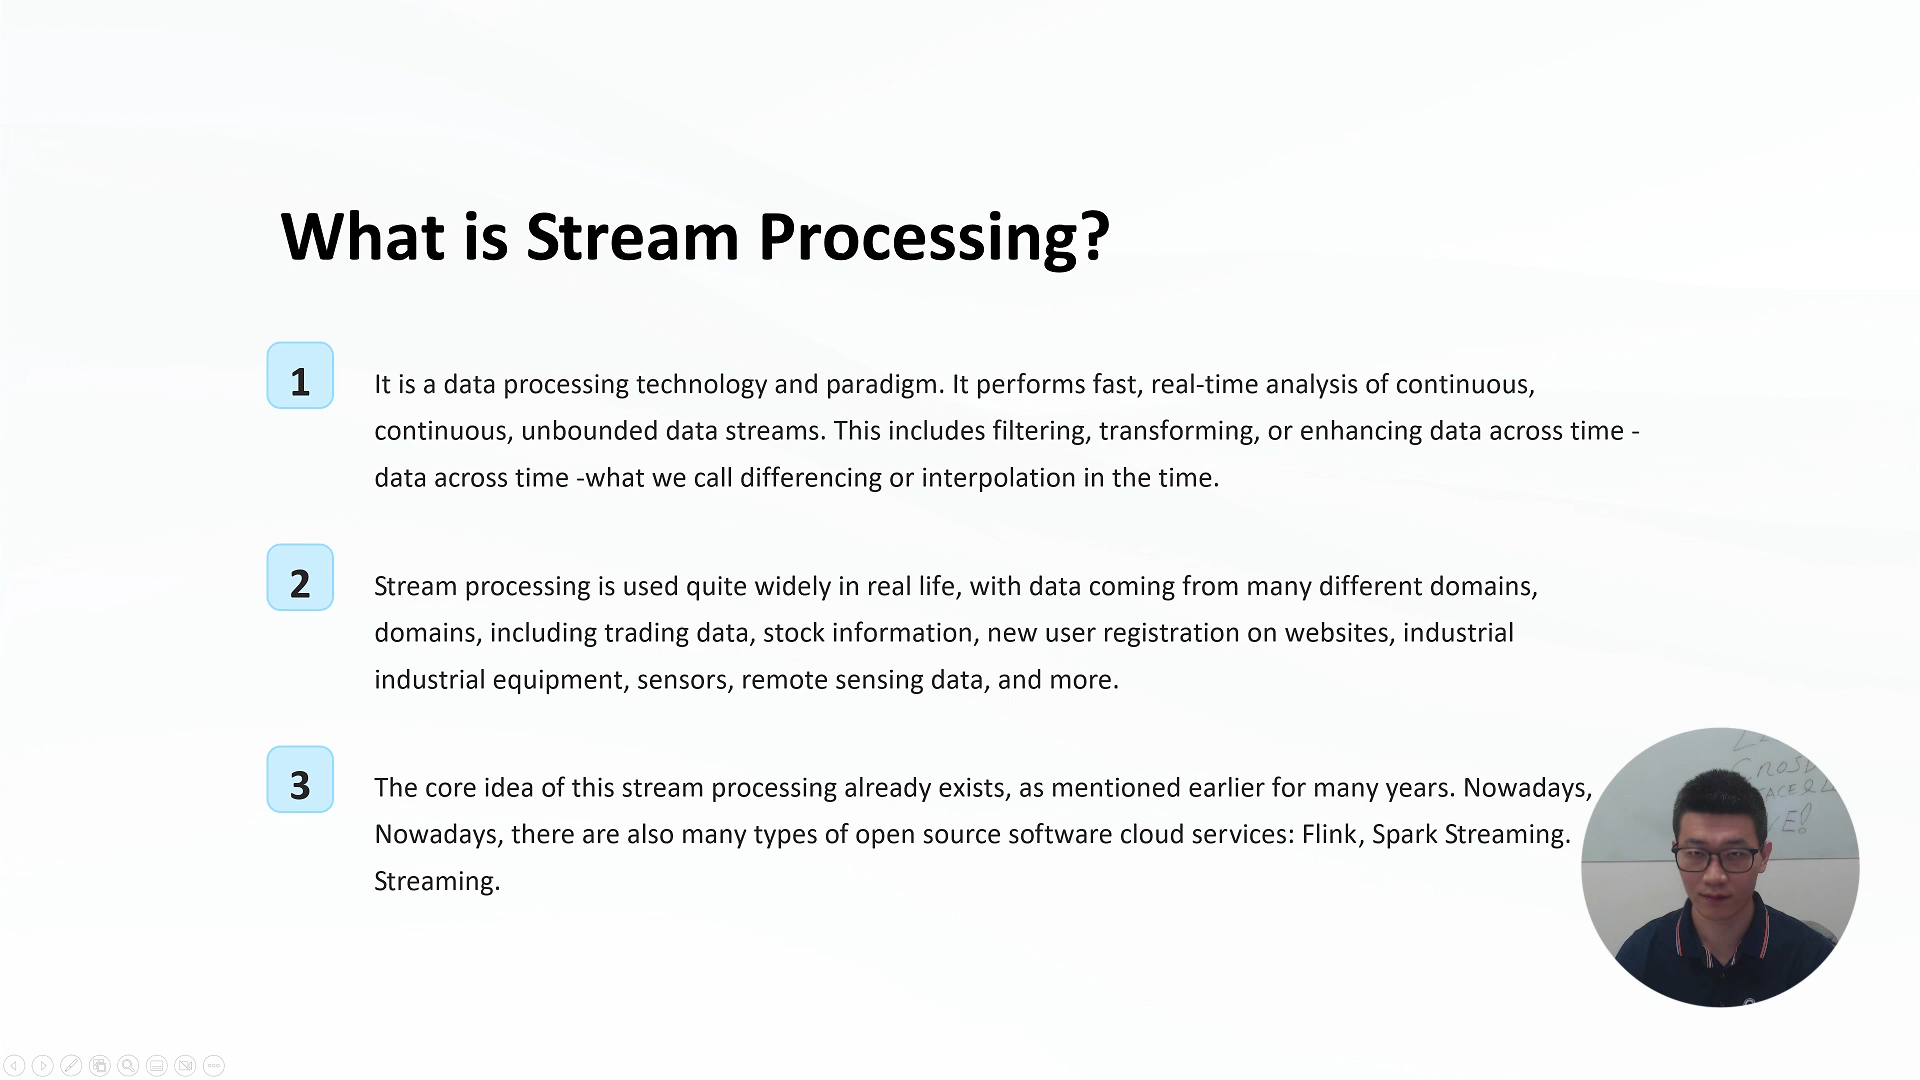 What is Stream Processing?
1
It is a data processing technology and paradigm. It performs fast, real-time analysis of continuous,
continuous, unbounded data streams. This includes filtering, transforming, or enhancing data across time -
data across time -what we call differencing or interpolation in the time.
2
Stream processing is used quite widely in real life, with data coming from many different domains,
domains, including trading data, stock information, new user registration on websites, industrial
industrial equipment, sensors, remote sensing data, and more.
3
The core idea of this stream processing already exists, as mentioned earlier for many years. Nowadays,
Nowadays, there are also many types of open source software cloud services: Flink, Spark Streaming.
Streaming.